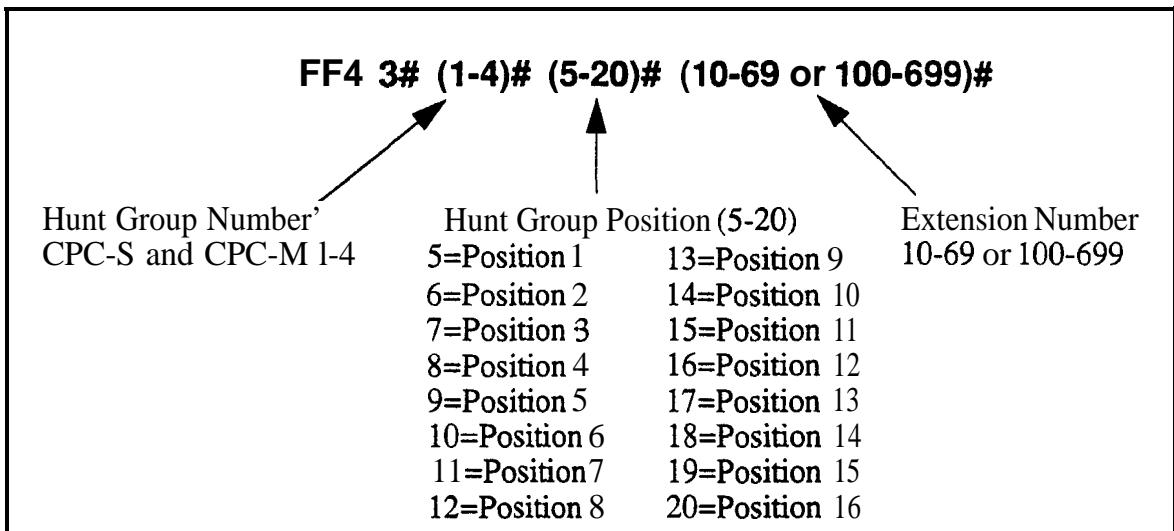 FF4 3# (1-4)# (5-20)# (10-69 or 100-699)#
Hunt Group Number'
CPC-S and CPC-M 1-4
Hunt Group Position (5-20)
5=Position 1
6=Position 2
7=Position 3
8=Position 4
9=Position 5
10=Position 6
11=Position7
12=Position 8
13=Position 9
14=Position 10
15=Position 11
16=Position 12
17=Position 13
18=Position 14
19=Position 15
20=Position 16
Extension Number
10-69 or 100-699